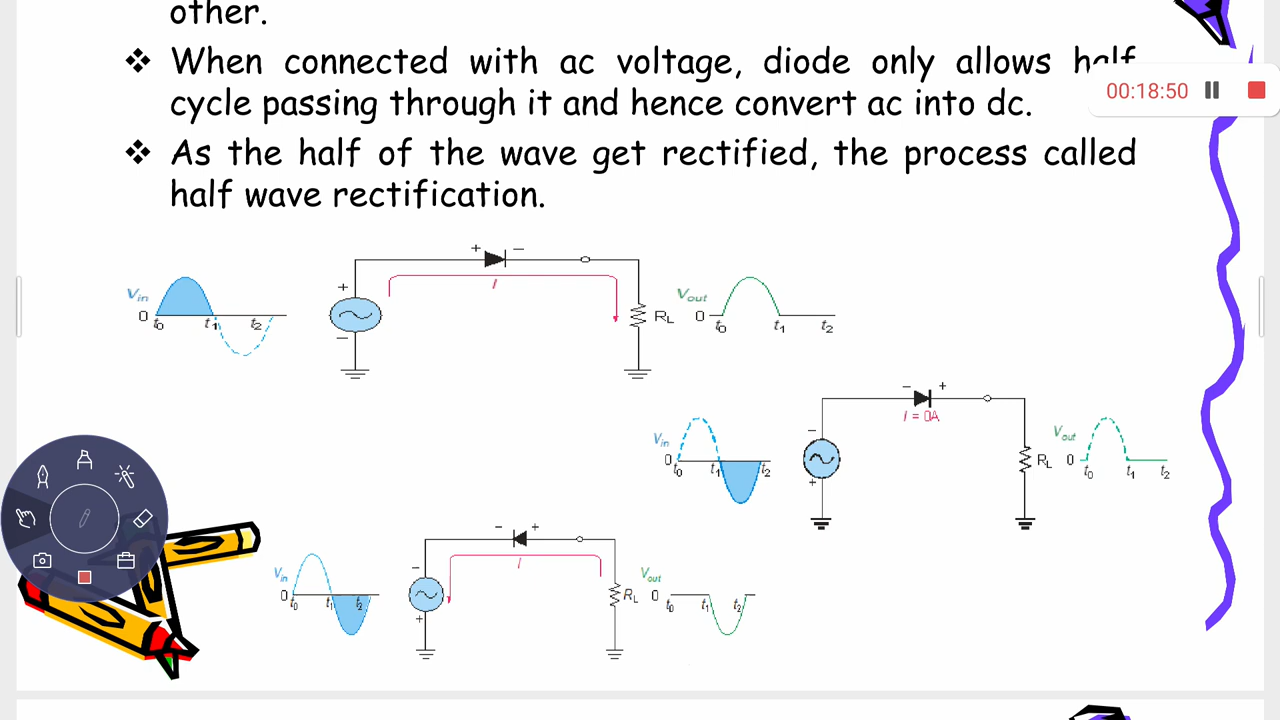 other.
❖ When connected with ac voltage, diode only allows half
00:18:50
cycle passing through it and hence convert ac into dc.
❖ As the half of the wave get rectified, the process called
half wave rectification.
+ −
Vin + I Vout
0 t0 t1 t2 RL 0 t0 t1 t2
−
− +
I = 0A
Vin − Vout
0 t0 t1 t2 + RL 0 t0 t1 t2
− +
Vin − I Vout
0 t0 t1 t2 RL 0 t0 t1 t2
+